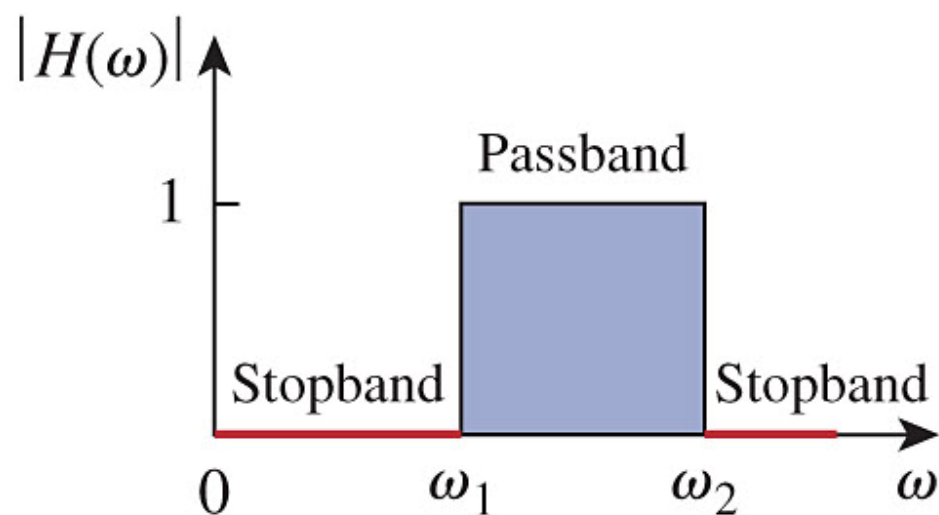 |H(ω)|
Passband
1
Stopband Stopband
0 ω₁ ω₂ ω